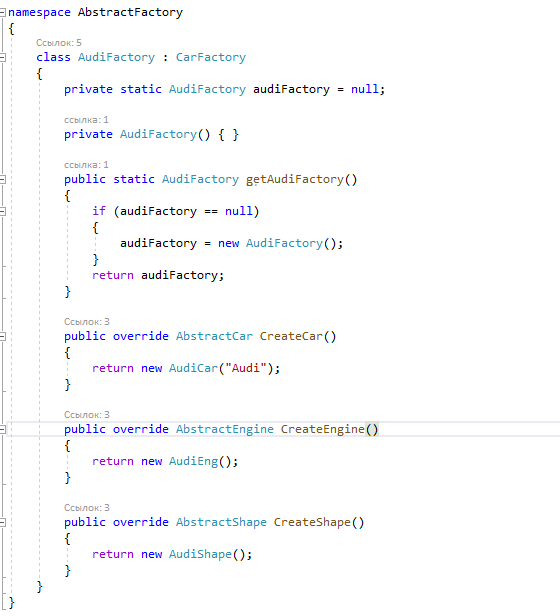 namespace AbstractFactory
{
Ссылок: 5
class AudiFactory : CarFactory
{
private static AudiFactory audiFactory = null;
ссылка: 1
private AudiFactory() { }
ссылка: 1
public static AudiFactory getAudiFactory()
{
if (audiFactory == null)
{
audiFactory = new AudiFactory();
}
return audiFactory;
}
Ссылок: 3
public override AbstractCar CreateCar()
{
return new AudiCar("Audi");
}
Ссылок: 3
public override AbstractEngine CreateEngine()
{
return new AudiEng();
}
Ссылок: 3
public override AbstractShape CreateShape()
{
return new AudiShape();
}
}
}